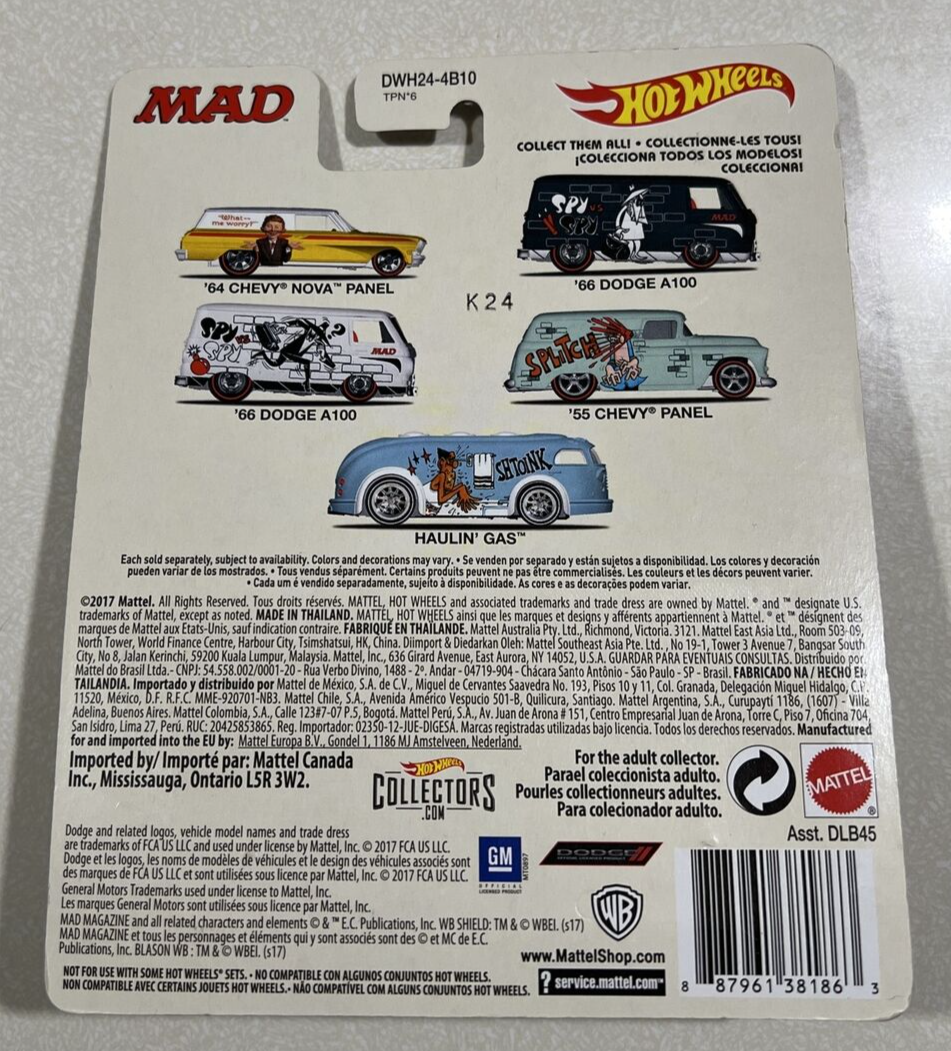 MAD™
DWH24-4B10
TPN*6
HOT WHEELS
COLLECT THEM ALL! • COLLECTIONNE-LES TOUS!
¡COLECCIONA TODOS LOS MODELOS!
COLECCIONA!
"What--
me worry?"
'64 CHEVY® NOVA™ PANEL
SPY VS SPY
MAD
'66 DODGE A100
K24
SPY VS SPY
MAD
'66 DODGE A100
SPLITCH
'55 CHEVY® PANEL
SHTOINK
HAULIN' GAS™
Each sold separately, subject to availability. Colors and decorations may vary. • Se venden por separado y están sujetos a disponibilidad. Los colores y decoración
pueden variar de los mostrados. • Tous vendus séparément. Certains produits peuvent ne pas être commercialisés. Les couleurs et les décors peuvent varier.
• Cada um é vendido separadamente, sujeito à disponibilidade. As cores e as decorações podem variar.
©2017 Mattel. All Rights Reserved. Tous droits réservés. MATTEL, HOT WHEELS and associated trademarks and trade dress are owned by Mattel. ® and ™ designate U.S.
trademarks of Mattel, except as noted. MADE IN THAILAND. MATTEL, HOT WHEELS ainsi que les marques et designs y afférents appartiennent à Mattel. ® et ™ désignent des
marques de Mattel aux États-Unis, sauf indication contraire. FABRIQUÉ EN THAÏLANDE. Mattel Australia Pty. Ltd., Richmond, Victoria. 3121. Mattel East Asia Ltd., Room 503-09,
North Tower, World Finance Centre, Harbour City, Tsimshatsui, HK, China. Diimport & Diedarkan Oleh: Mattel Southeast Asia Pte. Ltd., No 19-1, Tower 3 Avenue 7, Bangsar South
City, No 8, Jalan Kerinchi, 59200 Kuala Lumpur, Malaysia. Mattel, Inc., 636 Girard Avenue, East Aurora, NY 14052, U.S.A. GUARDAR PARA EVENTUAIS CONSULTAS. Distribuido por
Mattel do Brasil Ltda.- CNPJ: 54.558.002/0001-20 - Rua Verbo Divino, 1488 - 2º. Andar - 04719-904 - Chácara Santo Antônio - São Paulo - SP - Brasil. FABRICADO NA / HECHO EN
TAILANDIA. Importado y distribuido por Mattel de México, S.A. de C.V., Miguel de Cervantes Saavedra No. 193, Pisos 10 y 11, Col. Granada, Delegación Miguel Hidalgo, C.P.
11520, México, D.F. R.F.C. MME-920701-NB3. Mattel Chile, S.A., Avenida Américo Vespucio 501-B, Quilicura, Santiago. Mattel Argentina, S.A., Curupaytí 1186, (1607) - Villa
Adelina, Buenos Aires. Mattel Colombia, S.A., Calle 123#7-07 P.5, Bogotá. Mattel Perú, S.A., Av. Juan de Arona # 151, Centro Empresarial Juan de Arona, Torre C, Piso 7, Oficina 704,
San Isidro, Lima 27, Perú. RUC: 20425853865. Reg. Importador: 02350-12-JUE-DIGESA. Marcas registradas utilizadas bajo licencia. Todos los derechos reservados. Manufactured
for and imported into the EU by: Mattel Europa B.V., Gondel 1, 1186 MJ Amstelveen, Nederland.
Imported by/ Importé par: Mattel Canada
Inc., Mississauga, Ontario L5R 3W2.
HOT WHEELS
COLLECTORS
.COM
For the adult collector.
Parael coleccionista adulto.
Pourles collectionneurs adultes.
Para colecionador adulto.
MATTEL®
Asst. DLB45
Dodge and related logos, vehicle model names and trade dress
are trademarks of FCA US LLC and used under license by Mattel, Inc. © 2017 FCA US LLC.
Dodge et les logos, les noms de modèles de véhicules et le design des véhicules associés sont
des marques de FCA US LLC et sont utilisées sous licence par Mattel, Inc. © 2017 FCA US LLC.
General Motors Trademarks used under license to Mattel, Inc.
Les marques General Motors sont utilisées sous licence par Mattel, Inc.
MAD MAGAZINE and all related characters and elements © & ™ E.C. Publications, Inc. WB SHIELD: TM & © WBEI. (s17)
MAD MAGAZINE et tous les personnages et éléments qui y sont associés sont des © et MC de E.C.
Publications, Inc. BLASON WB : TM & © WBEI. (s17)
GM
OFFICIAL
LICENSED PRODUCT
MT0897
DODGE
OFFICIAL LICENSED PRODUCT
WB
www.MattelShop.com
? service.mattel.com™
NOT FOR USE WITH SOME HOT WHEELS® SETS. • NO COMPATIBLE CON ALGUNOS CONJUNTOS HOT WHEELS.
NON COMPATIBLE AVEC CERTAINS JOUETS HOT WHEELS.• NÃO COMPATÍVEL COM ALGUNS CONJUNTOS HOT WHEELS.
8 87961 38186 3